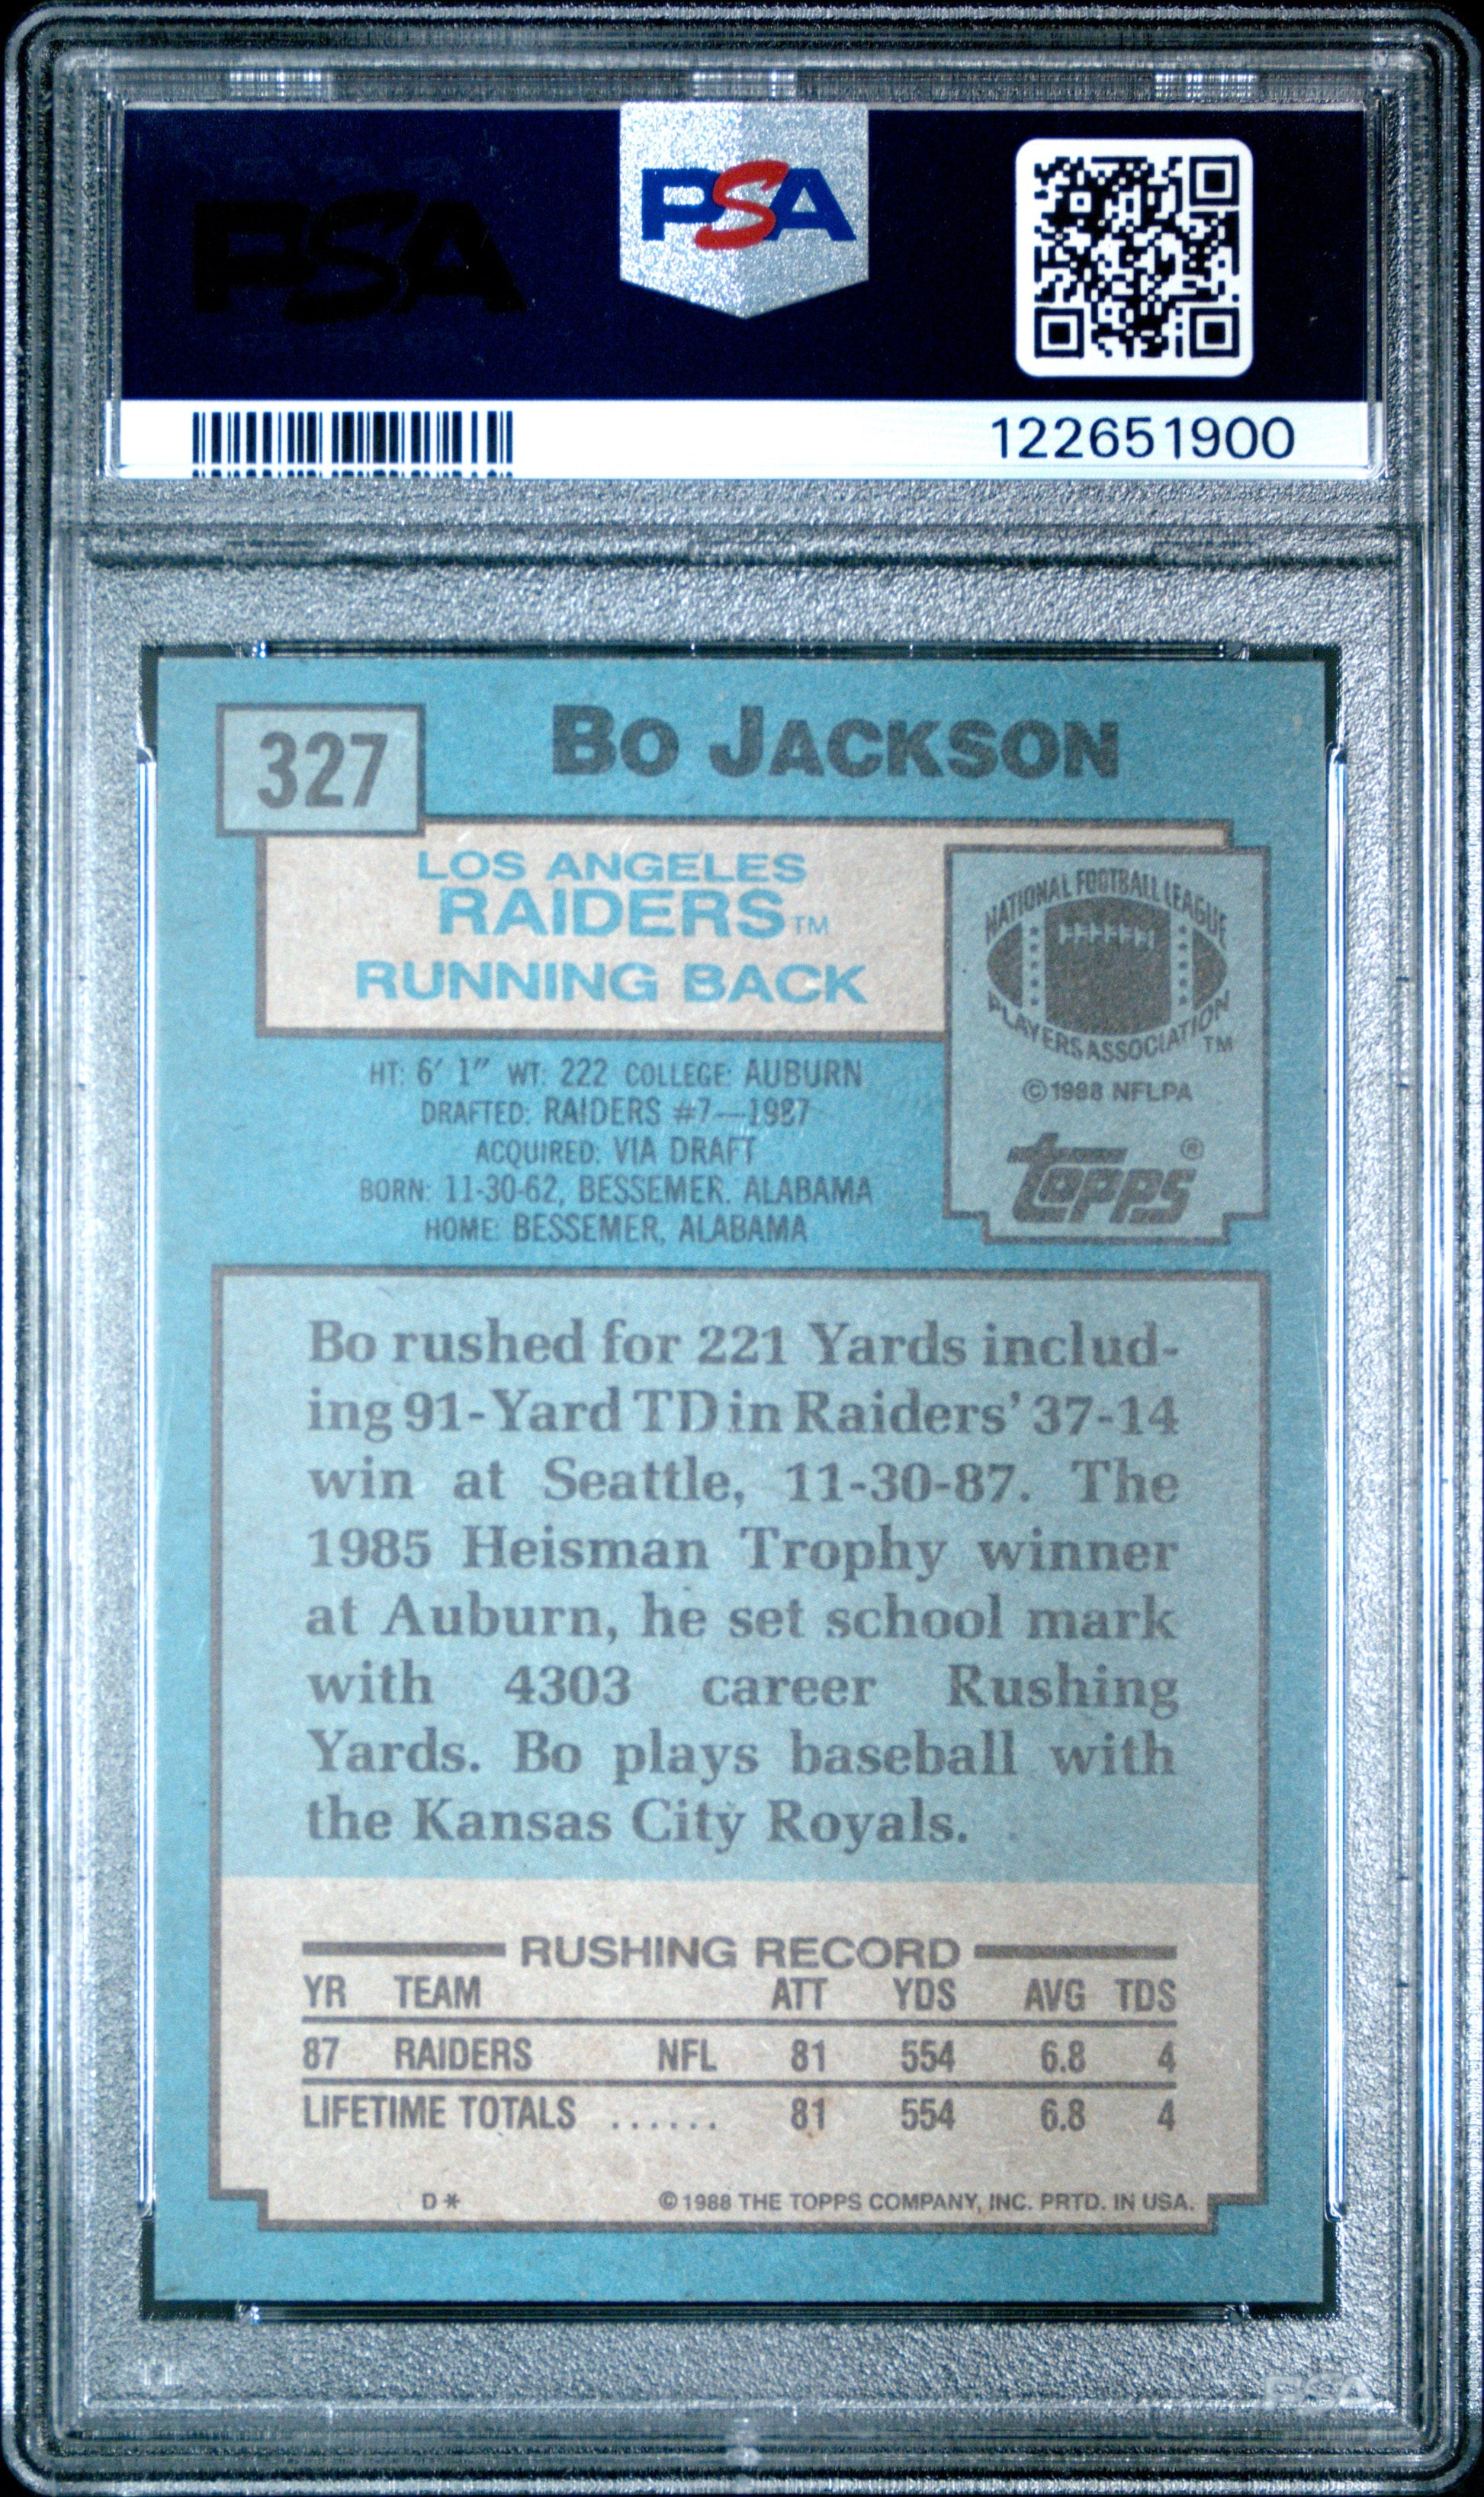 PSA
PSA
122651900
327
BO JACKSON
LOS ANGELES
RAIDERS™
RUNNING BACK
NATIONAL FOOTBALL LEAGUE
PLAYERS ASSOCIATION™
©1988 NFLPA
topps®
HT: 6' 1" WT: 222 COLLEGE: AUBURN
DRAFTED: RAIDERS #7—1987
ACQUIRED: VIA DRAFT
BORN: 11-30-62, BESSEMER, ALABAMA
HOME: BESSEMER, ALABAMA
Bo rushed for 221 Yards includ-
ing 91-Yard TD in Raiders' 37-14
win at Seattle, 11-30-87. The
1985 Heisman Trophy winner
at Auburn, he set school mark
with 4303 career Rushing
Yards. Bo plays baseball with
the Kansas City Royals.
RUSHING RECORD
YR TEAM ATT YDS AVG TDS
87 RAIDERS NFL 81 554 6.8 4
LIFETIME TOTALS ...... 81 554 6.8 4
D* ©1988 THE TOPPS COMPANY, INC. PRTD. IN USA.
PSA